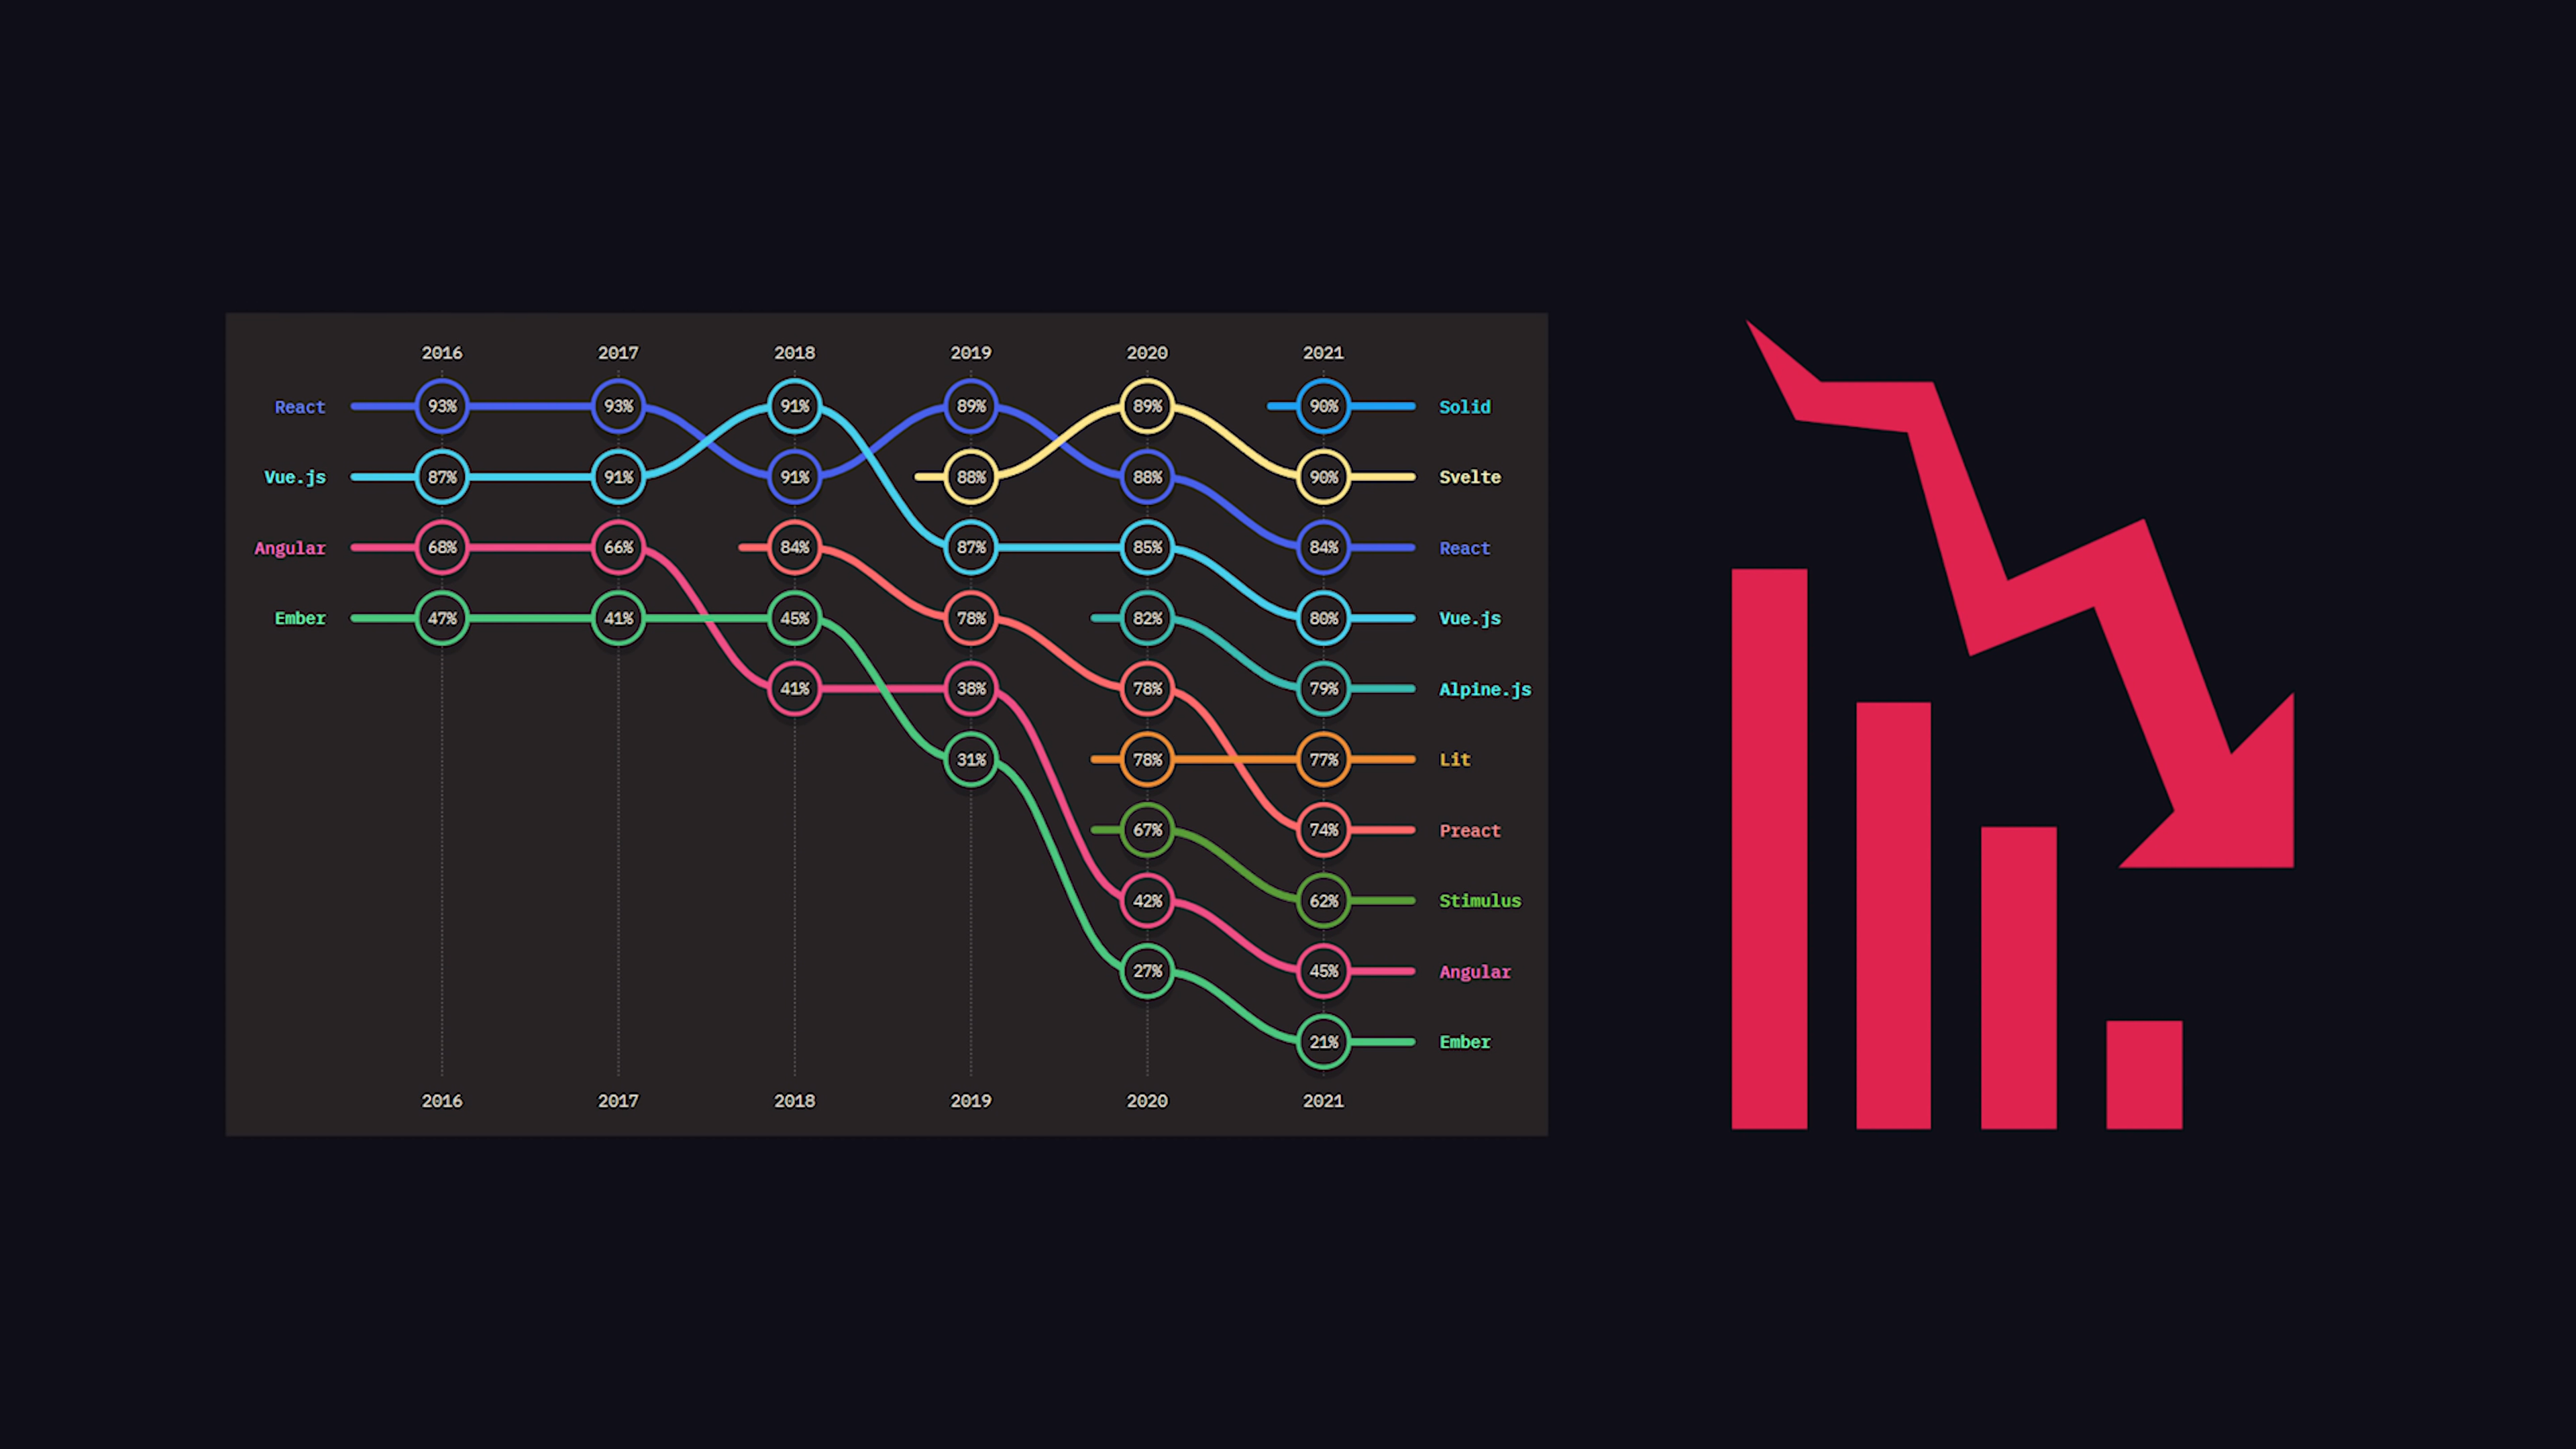 2016 2017 2018 2019 2020 2021
React 93% 93% 91% 89% 89% 90% Solid
Vue.js 87% 91% 91% 88% 88% 90% Svelte
Angular 68% 66% 84% 87% 85% 84% React
Ember 47% 41% 45% 78% 82% 80% Vue.js
41% 38% 78% 79% Alpine.js
31% 78% 77% Lit
67% 74% Preact
42% 62% Stimulus
27% 45% Angular
21% Ember
2016 2017 2018 2019 2020 2021